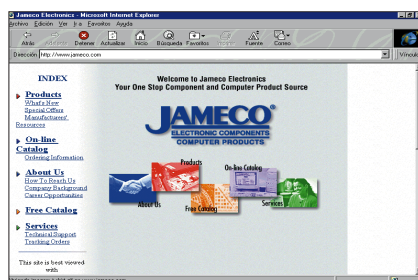 Jameco Electronics - Microsoft Internet Explorer
Archivo Edición Ver Ir a Favoritos Ayuda
Atrás Adelante Detener Actualizar Inicio Búsqueda Favoritos Fuente Correo
Dirección http://www.jameco.com
Vínculos
INDEX
Products
What's New
Special Offers
Manufacturers'
Resources
On-line
Catalog
Ordering Information
About Us
How To Reach Us
Company Background
Career Opportunities
Free Catalog
Services
Technical Support
Tracking Orders
This site is best viewed
with
Welcome to Jameco Electronics
Your One Stop Component and Computer Product Source
JAMECO
ELECTRONIC COMPONENTS
COMPUTER PRODUCTS
Products
On-line Catalog
About Us
Free Catalog
Services